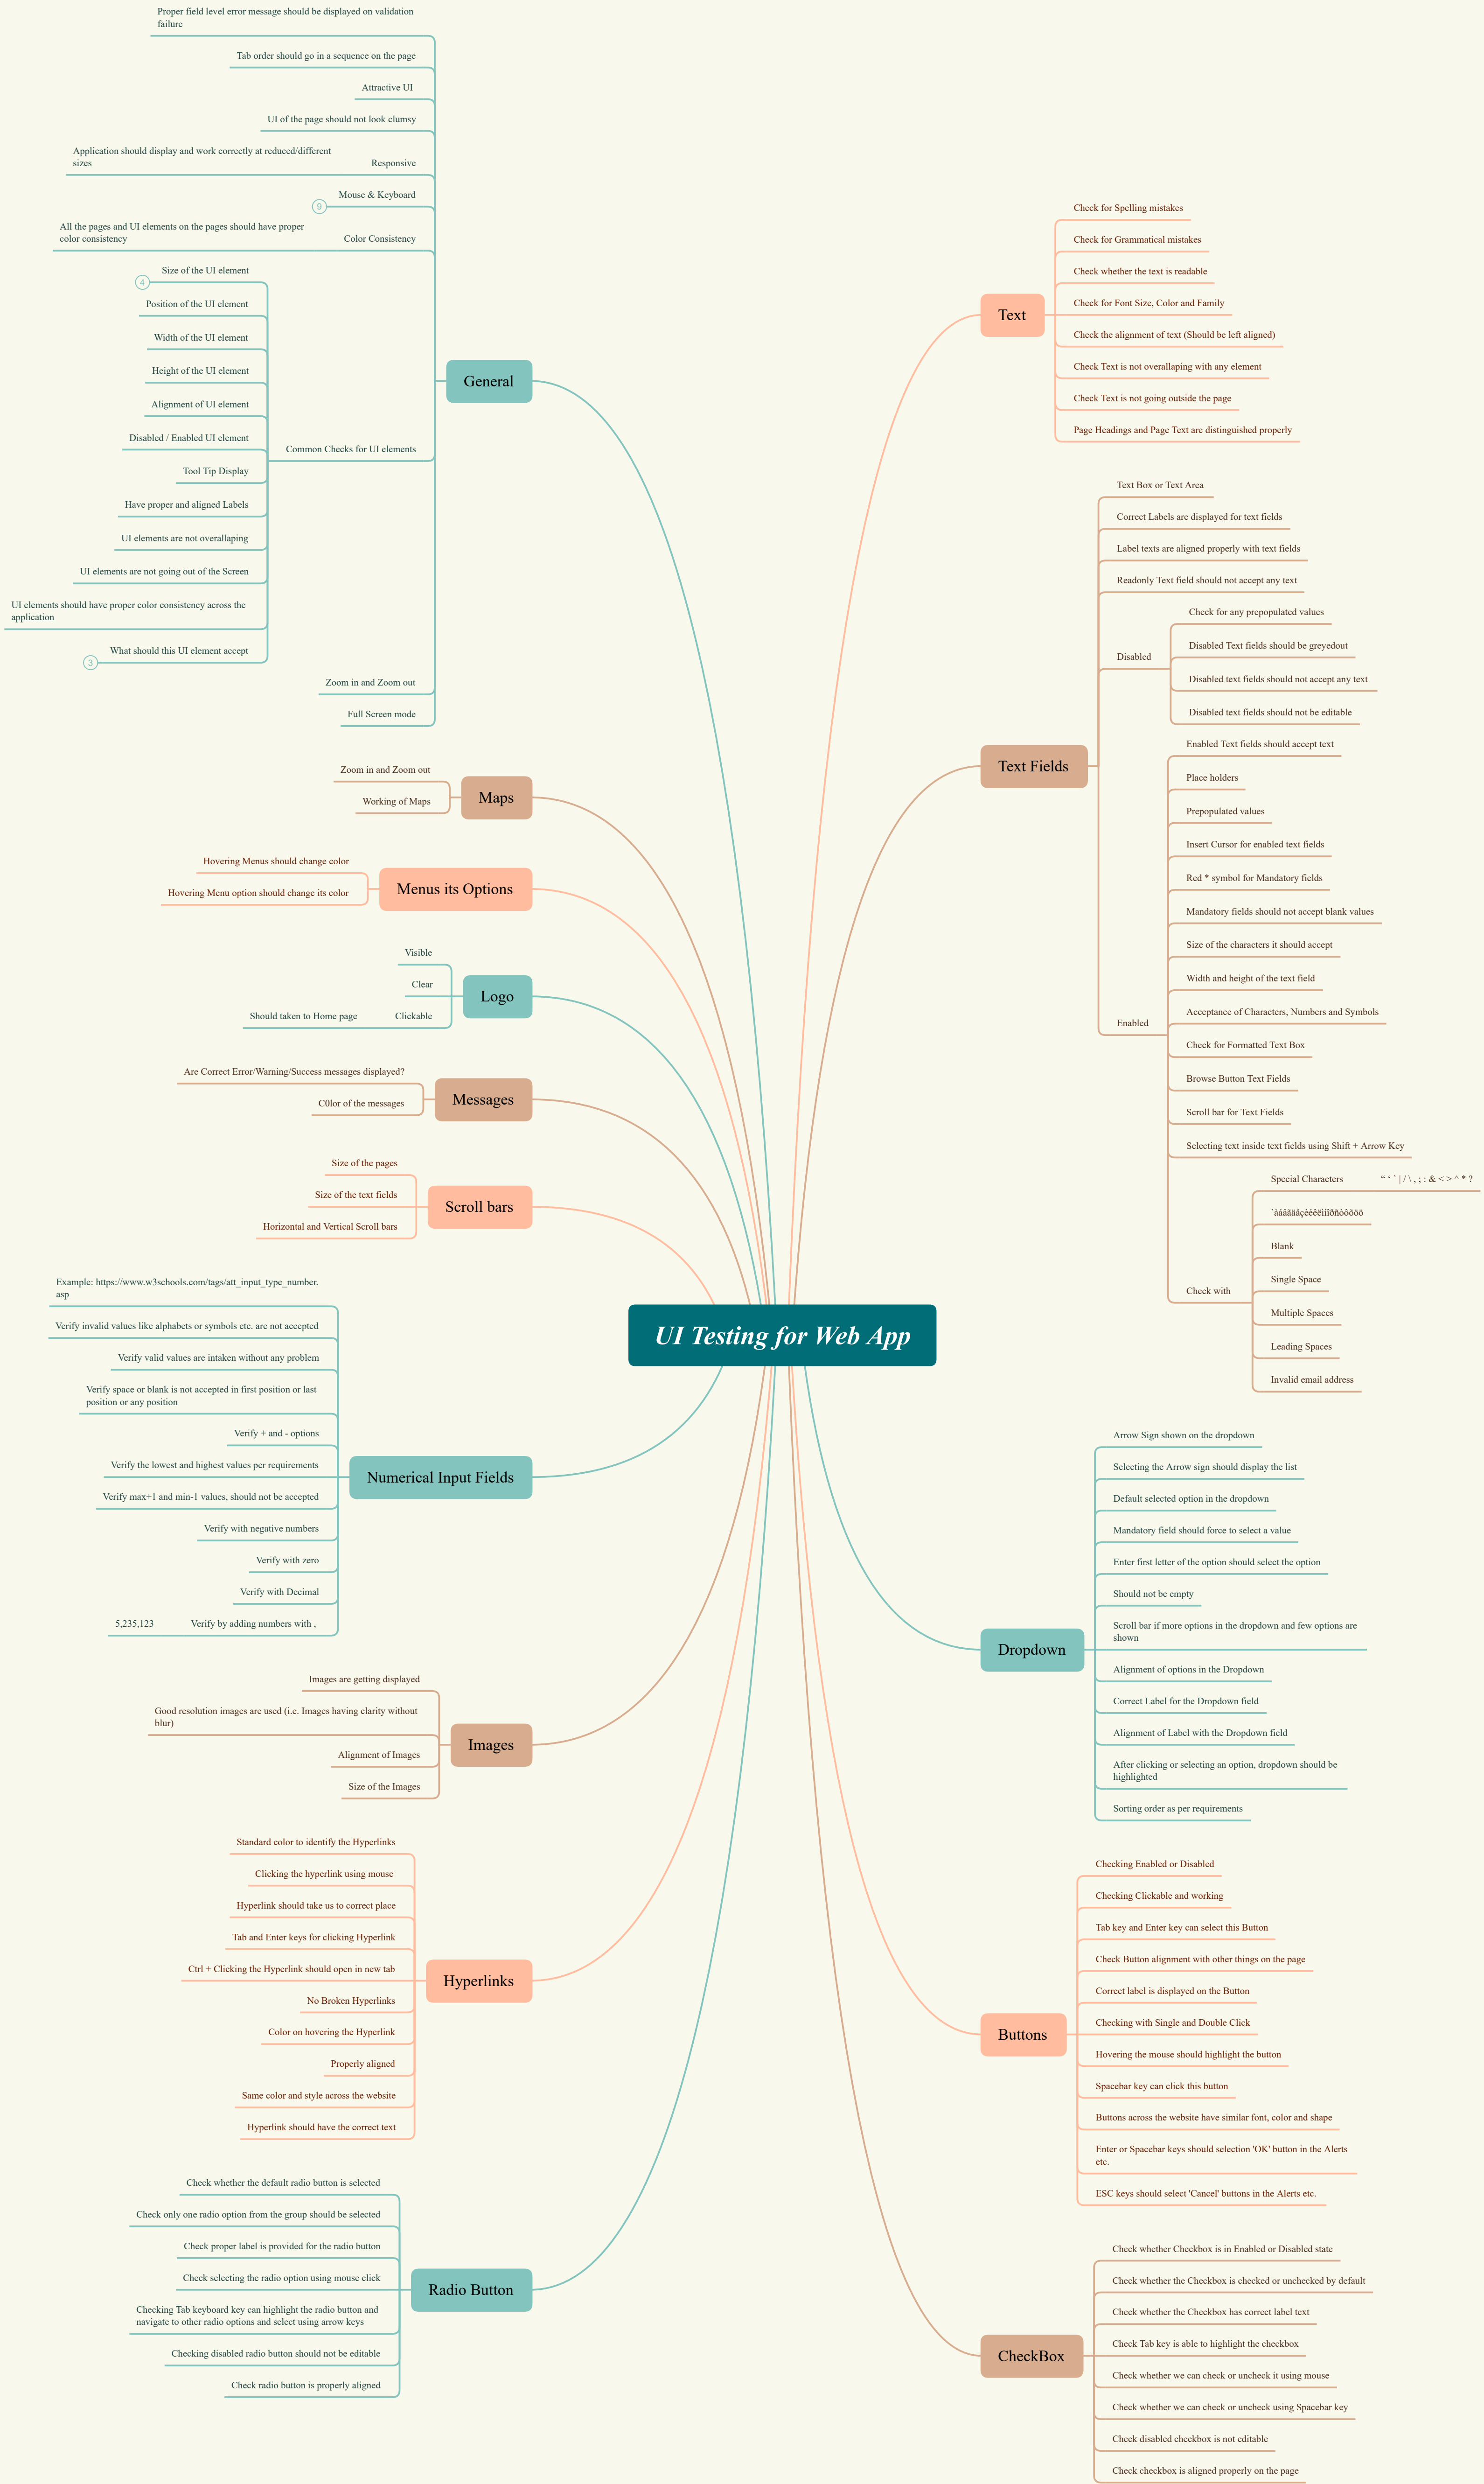 UI Testing for Web App
General
Proper field level error message should be displayed on validation
failure
Tab order should go in a sequence on the page
Attractive UI
UI of the page should not look clumsy
Responsive
Application should display and work correctly at reduced/different
sizes
Mouse & Keyboard
9
Color Consistency
All the pages and UI elements on the pages should have proper
color consistency
Common Checks for UI elements
Size of the UI element
4
Position of the UI element
Width of the UI element
Height of the UI element
Alignment of UI element
Disabled / Enabled UI element
Tool Tip Display
Have proper and aligned Labels
UI elements are not overallaping
UI elements are not going out of the Screen
UI elements should have proper color consistency across the
application
What should this UI element accept
3
Zoom in and Zoom out
Full Screen mode
Maps
Zoom in and Zoom out
Working of Maps
Menus its Options
Hovering Menus should change color
Hovering Menu option should change its color
Logo
Visible
Clear
Clickable
Should taken to Home page
Messages
Are Correct Error/Warning/Success messages displayed?
C0lor of the messages
Scroll bars
Size of the pages
Size of the text fields
Horizontal and Vertical Scroll bars
Numerical Input Fields
Example: https://www.w3schools.com/tags/att_input_type_number.
asp
Verify invalid values like alphabets or symbols etc. are not accepted
Verify valid values are intaken without any problem
Verify space or blank is not accepted in first position or last
position or any position
Verify + and - options
Verify the lowest and highest values per requirements
Verify max+1 and min-1 values, should not be accepted
Verify with negative numbers
Verify with zero
Verify with Decimal
Verify by adding numbers with ,
5,235,123
Images
Images are getting displayed
Good resolution images are used (i.e. Images having clarity without
blur)
Alignment of Images
Size of the Images
Hyperlinks
Standard color to identify the Hyperlinks
Clicking the hyperlink using mouse
Hyperlink should take us to correct place
Tab and Enter keys for clicking Hyperlink
Ctrl + Clicking the Hyperlink should open in new tab
No Broken Hyperlinks
Color on hovering the Hyperlink
Properly aligned
Same color and style across the website
Hyperlink should have the correct text
Radio Button
Check whether the default radio button is selected
Check only one radio option from the group should be selected
Check proper label is provided for the radio button
Check selecting the radio option using mouse click
Checking Tab keyboard key can highlight the radio button and
navigate to other radio options and select using arrow keys
Checking disabled radio button should not be editable
Check radio button is properly aligned
Text
Check for Spelling mistakes
Check for Grammatical mistakes
Check whether the text is readable
Check for Font Size, Color and Family
Check the alignment of text (Should be left aligned)
Check Text is not overallaping with any element
Check Text is not going outside the page
Page Headings and Page Text are distinguished properly
Text Fields
Text Box or Text Area
Correct Labels are displayed for text fields
Label texts are aligned properly with text fields
Readonly Text field should not accept any text
Disabled
Check for any prepopulated values
Disabled Text fields should be greyedout
Disabled text fields should not accept any text
Disabled text fields should not be editable
Enabled
Enabled Text fields should accept text
Place holders
Prepopulated values
Insert Cursor for enabled text fields
Red * symbol for Mandatory fields
Mandatory fields should not accept blank values
Size of the characters it should accept
Width and height of the text field
Acceptance of Characters, Numbers and Symbols
Check for Formatted Text Box
Browse Button Text Fields
Scroll bar for Text Fields
Selecting text inside text fields using Shift + Arrow Key
Check with
Special Characters
“ ‘ ` | / \ , ; : & < > ^ * ?
Blank
Single Space
Multiple Spaces
Leading Spaces
Invalid email address
Dropdown
Arrow Sign shown on the dropdown
Selecting the Arrow sign should display the list
Default selected option in the dropdown
Mandatory field should force to select a value
Enter first letter of the option should select the option
Should not be empty
Scroll bar if more options in the dropdown and few options are
shown
Alignment of options in the Dropdown
Correct Label for the Dropdown field
Alignment of Label with the Dropdown field
After clicking or selecting an option, dropdown should be
highlighted
Sorting order as per requirements
Buttons
Checking Enabled or Disabled
Checking Clickable and working
Tab key and Enter key can select this Button
Check Button alignment with other things on the page
Correct label is displayed on the Button
Checking with Single and Double Click
Hovering the mouse should highlight the button
Spacebar key can click this button
Buttons across the website have similar font, color and shape
Enter or Spacebar keys should selection 'OK' button in the Alerts
etc.
ESC keys should select 'Cancel' buttons in the Alerts etc.
CheckBox
Check whether Checkbox is in Enabled or Disabled state
Check whether the Checkbox is checked or unchecked by default
Check whether the Checkbox has correct label text
Check Tab key is able to highlight the checkbox
Check whether we can check or uncheck it using mouse
Check whether we can check or uncheck using Spacebar key
Check disabled checkbox is not editable
Check checkbox is aligned properly on the page